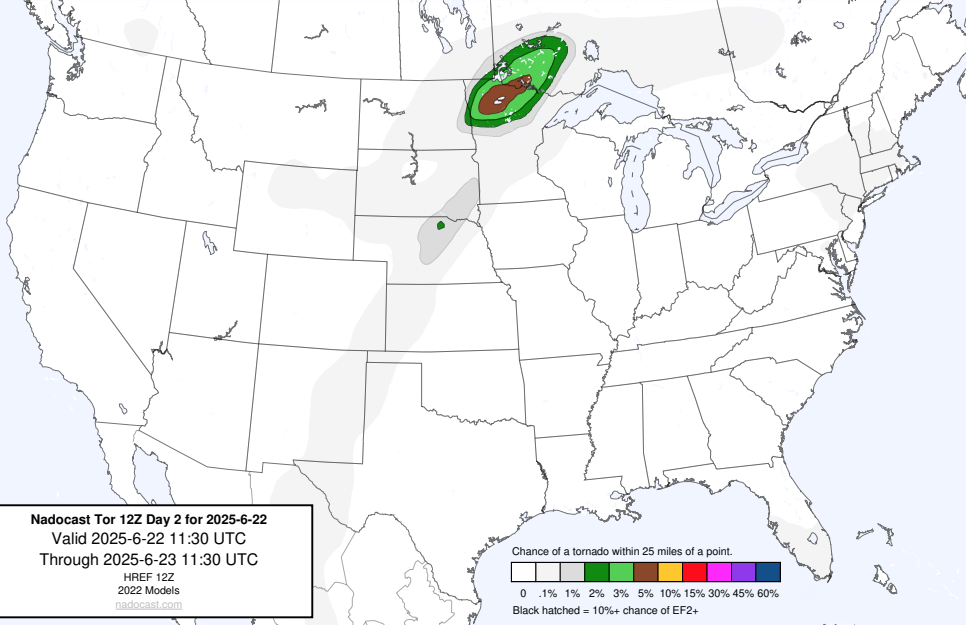 Nadocast Tor 12Z Day 2 for 2025-6-22
Valid 2025-6-22 11:30 UTC
Through 2025-6-23 11:30 UTC
HREF 12Z
2022 Models
nadocast.com
Chance of a tornado within 25 miles of a point.
0 .1% 1% 2% 3% 5% 10% 15% 30% 45% 60%
Black hatched = 10%+ chance of EF2+